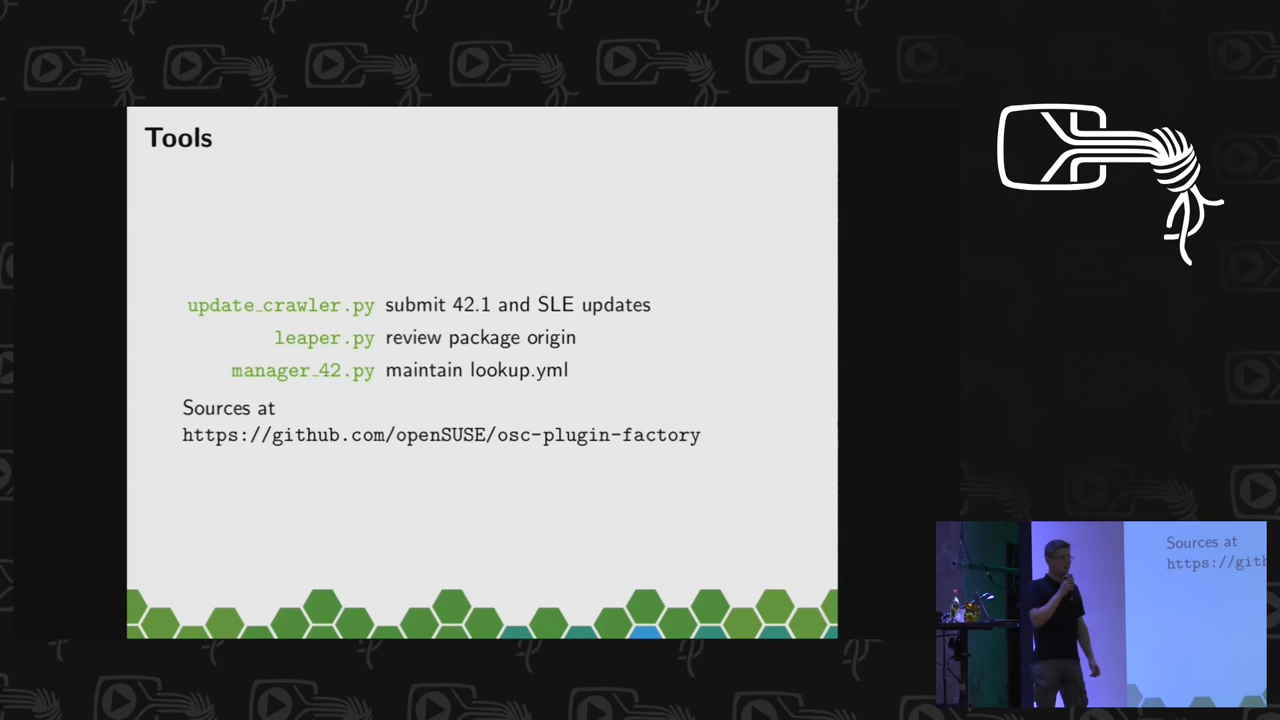 Tools
update_crawler.py submit 42.1 and SLE updates
leaper.py review package origin
manager_42.py maintain lookup.yml
Sources at
https://github.com/openSUSE/osc-plugin-factory
Sources at
https://gith